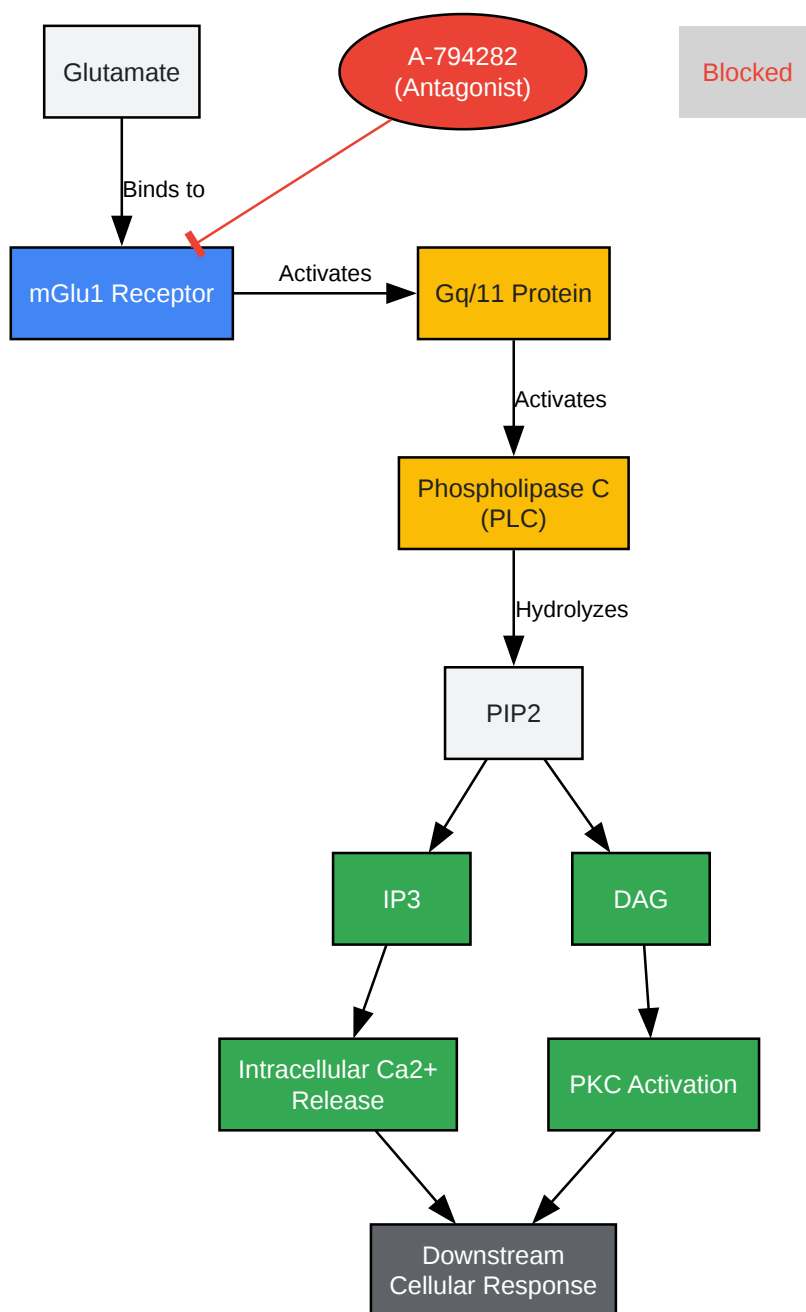 Glutamate
A-794282
(Antagonist)
Blocked
Binds to
mGlu1 Receptor
Activates
Gq/11 Protein
Activates
Phospholipase C
(PLC)
Hydrolyzes
PIP2
IP3
DAG
Intracellular Ca2+
Release
PKC Activation
Downstream
Cellular Response